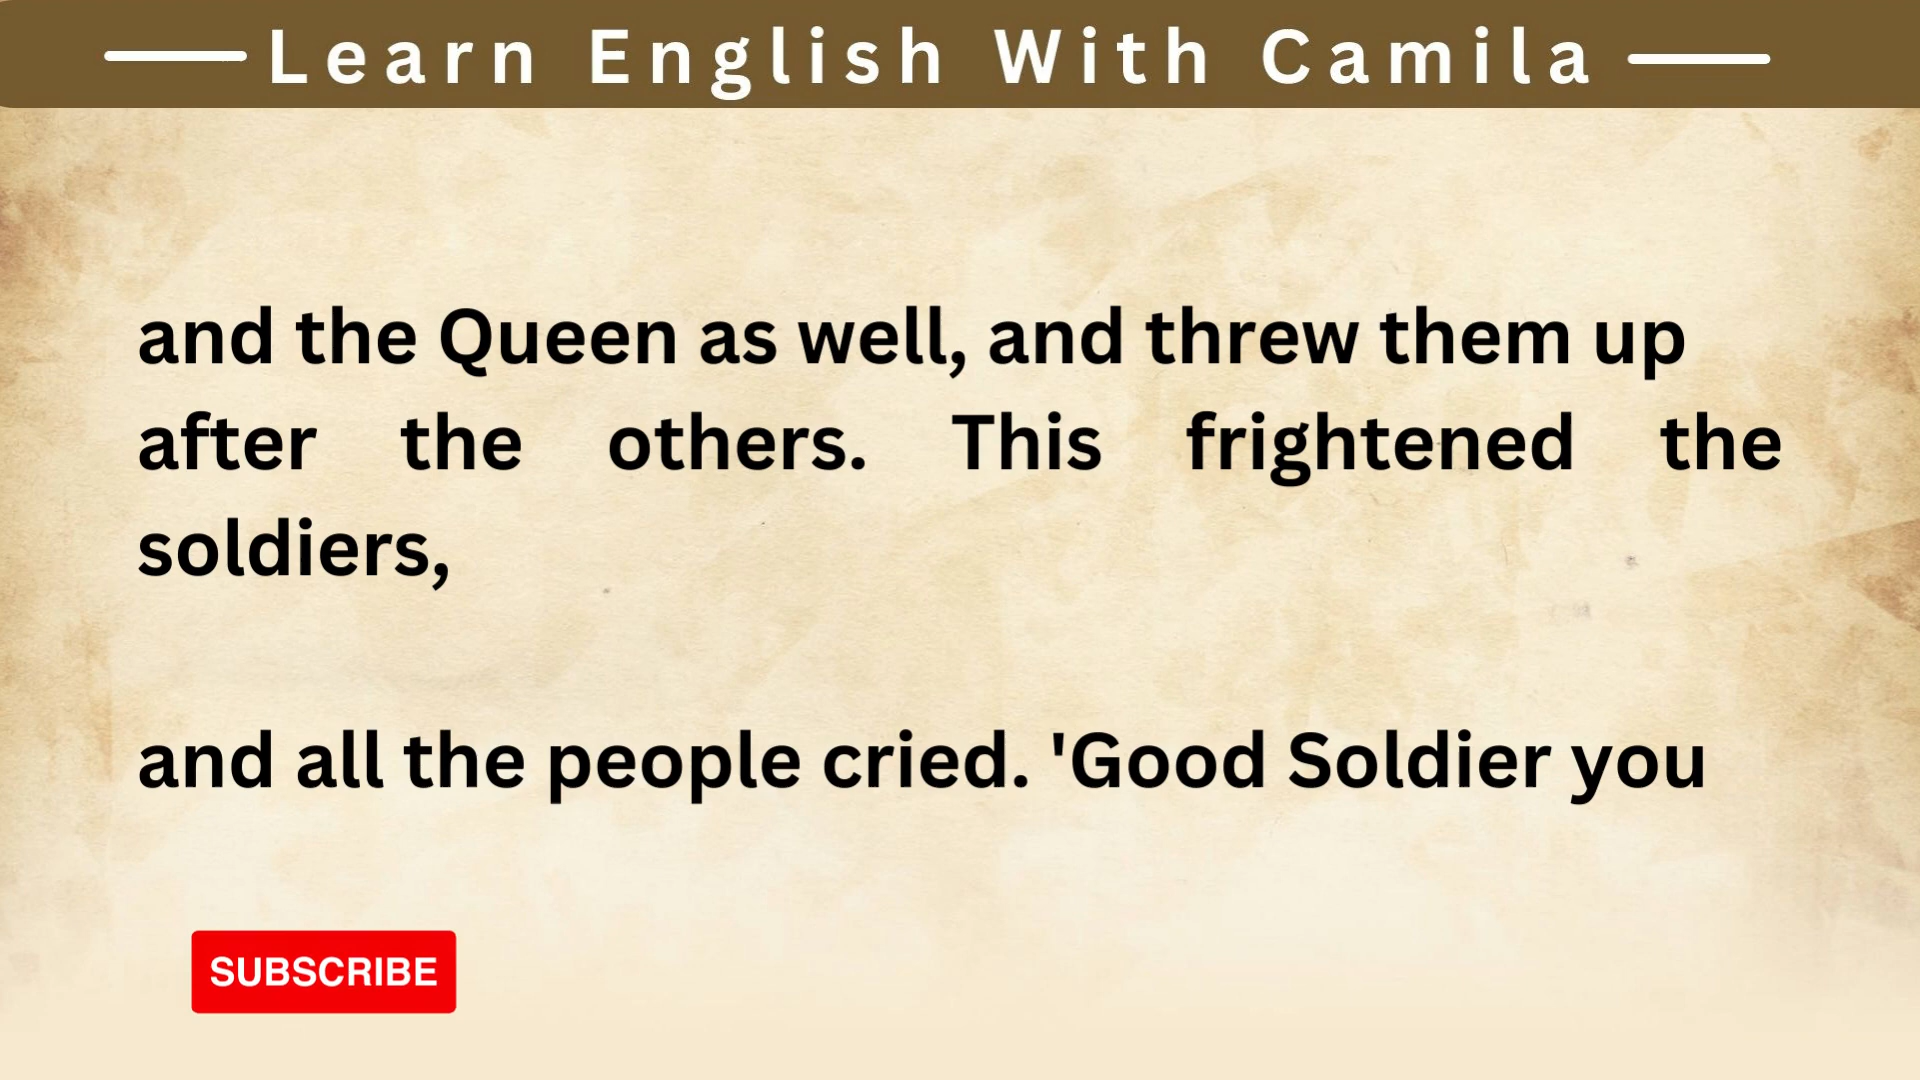 Learn English With Camila
and the Queen as well, and threw them up
after the others. This frightened the
soldiers,
and all the people cried. 'Good Soldier you
SUBSCRIBE